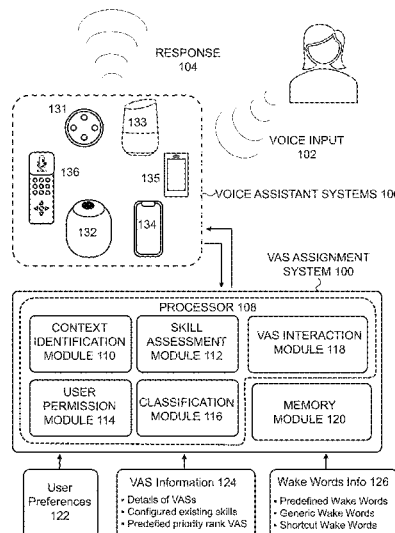 RESPONSE
104
131
133
VOICE INPUT
102
136
135
VOICE ASSISTANT SYSTEMS 10
132
134
VAS ASSIGNMENT
SYSTEM 100
PROCESSOR 108
CONTEXT
IDENTIFICATION
MODULE 110
SKILL
ASSESSMENT
MODULE 112
VAS INTERACTION
MODULE 118
USER
PERMISSION
MODULE 114
CLASSIFICATION
MODULE 116
MEMORY
MODULE 120
User
Preferences
122
VAS Information 124
• Details of VASs
• Configured existing skills
• Predefied priority rank VAS
Wake Words Info 126
• Predefined Wake Words
• Generic Wake Words
• Shortcut Wake Words